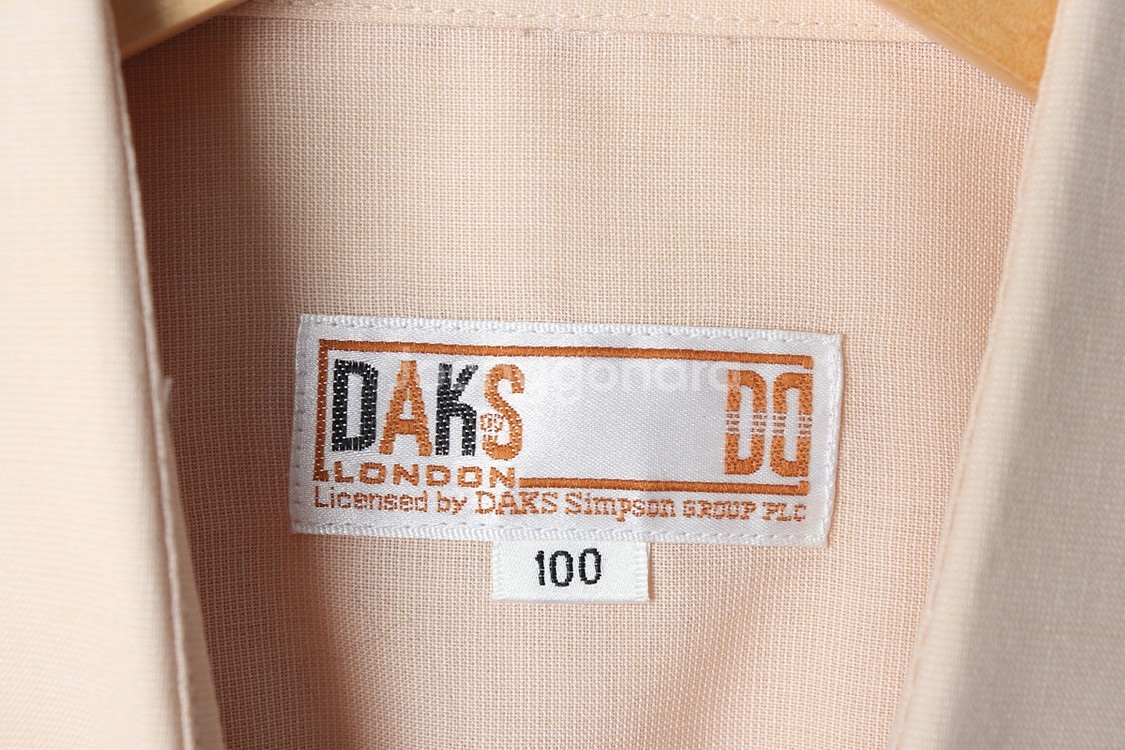 DAKS DD
LONDON
Licensed by DAKS Simpson GROUP PLC
100